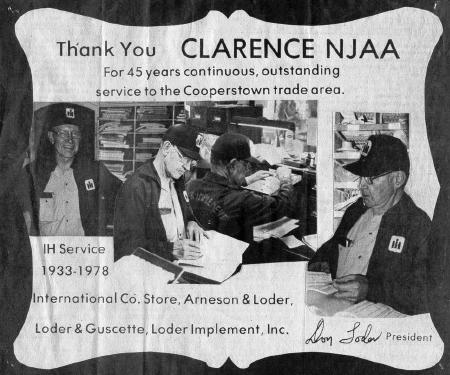 Thank You CLARENCE NJAA
For 45 years continuous, outstanding
service to the Cooperstown trade area.
IH Service
1933-1978
International Co. Store, Arneson & Loder,
Loder & Guscette, Loder Implement, Inc.
Don Loder President